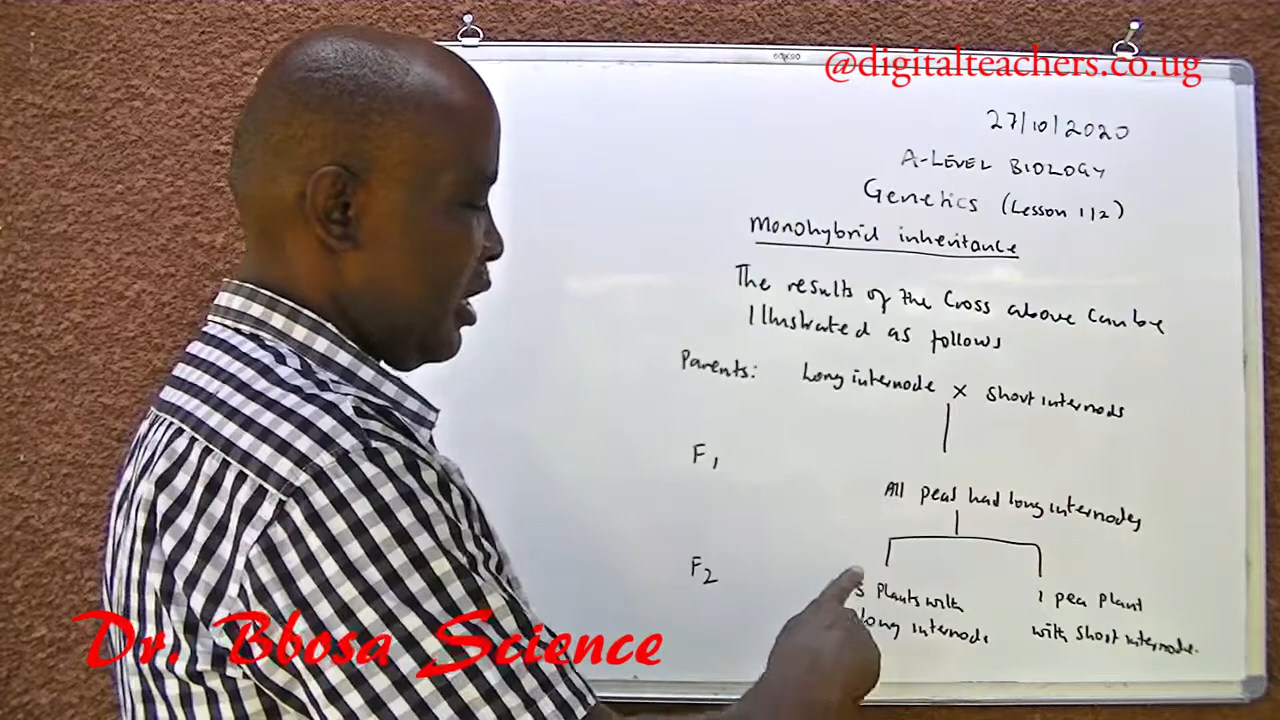 @digitalteachers.co.ug
27/10/2020
A-LEVEL BIOLOGY
Genetics (Lesson 1/2)
Monohybrid inheritance
The results of the Cross above can be
Illustrated as follows
Parents: Long internode × Short internods
F1
All peas had long internodes
F2
3 Plants with
long internode
1 pea plant
with short internode.
Dr. Bbosa Science